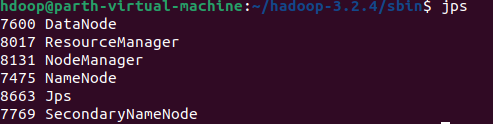 hdoop@parth-virtual-machine:~/hadoop-3.2.4/sbin$ jps
7600 DataNode
8017 ResourceManager
8131 NodeManager
7475 NameNode
8663 Jps
7769 SecondaryNameNode